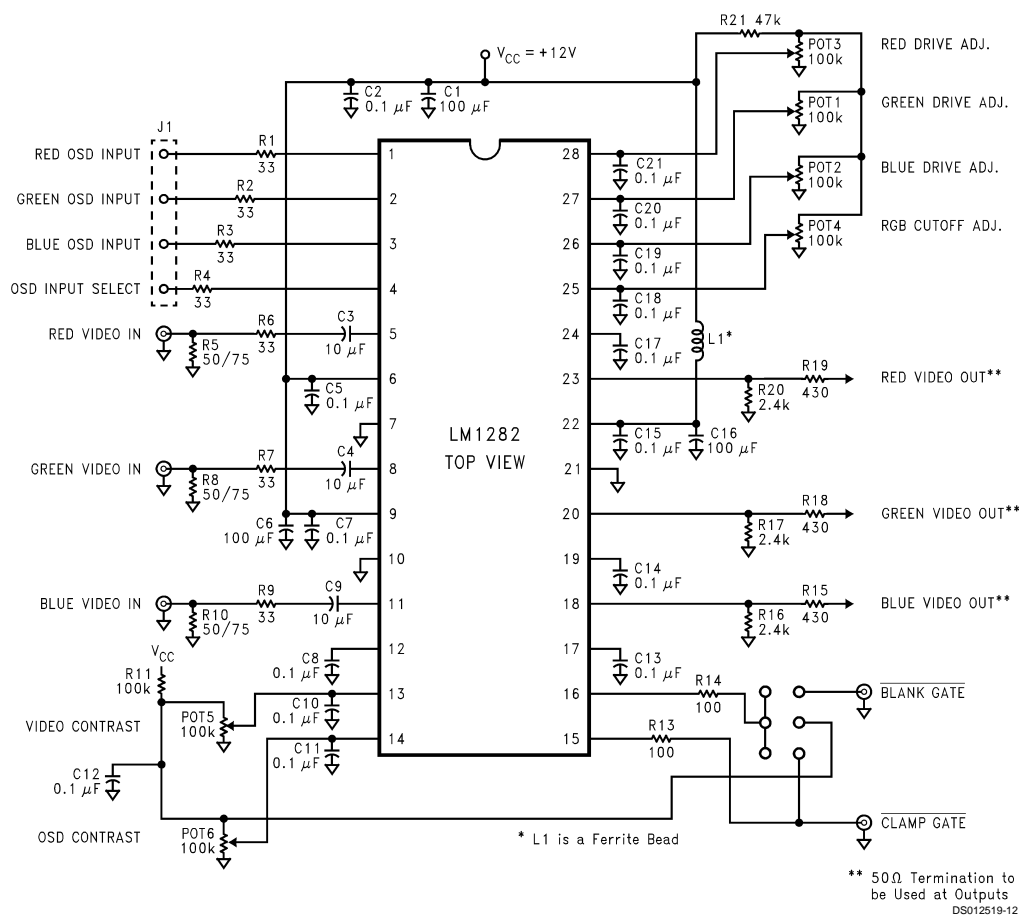 R21 47k
POT3
100k
RED DRIVE ADJ.
VCC = +12V
C2
0.1 µF
C1
100 µF
POT1
100k
GREEN DRIVE ADJ.
J1
RED OSD INPUT
R1
33
1
28
C21
0.1 µF
POT2
100k
BLUE DRIVE ADJ.
GREEN OSD INPUT
R2
33
2
27
C20
0.1 µF
POT4
100k
RGB CUTOFF ADJ.
BLUE OSD INPUT
R3
33
3
26
C19
0.1 µF
OSD INPUT SELECT
R4
33
4
25
C18
0.1 µF
RED VIDEO IN
R5
50/75
R6
33
C3
10 µF
5
24
C17
0.1 µF
L1*
C5
0.1 µF
6
23
R20
2.4k
R19
430
RED VIDEO OUT**
7
22
C15
0.1 µF
C16
100 µF
LM1282
TOP VIEW
GREEN VIDEO IN
R8
50/75
R7
33
C4
10 µF
8
21
C6
100 µF
C7
0.1 µF
9
20
R17
2.4k
R18
430
GREEN VIDEO OUT**
10
19
C14
0.1 µF
BLUE VIDEO IN
R10
50/75
R9
33
C9
10 µF
11
18
R16
2.4k
R15
430
BLUE VIDEO OUT**
VCC
R11
100k
C8
0.1 µF
12
17
C13
0.1 µF
VIDEO CONTRAST
POT5
100k
C10
0.1 µF
13
16
R14
100
BLANK GATE
C11
0.1 µF
14
15
R13
100
C12
0.1 µF
OSD CONTRAST
POT6
100k
CLAMP GATE
* L1 is a Ferrite Bead
** 50Ω Termination to
be Used at Outputs
DS012519-12